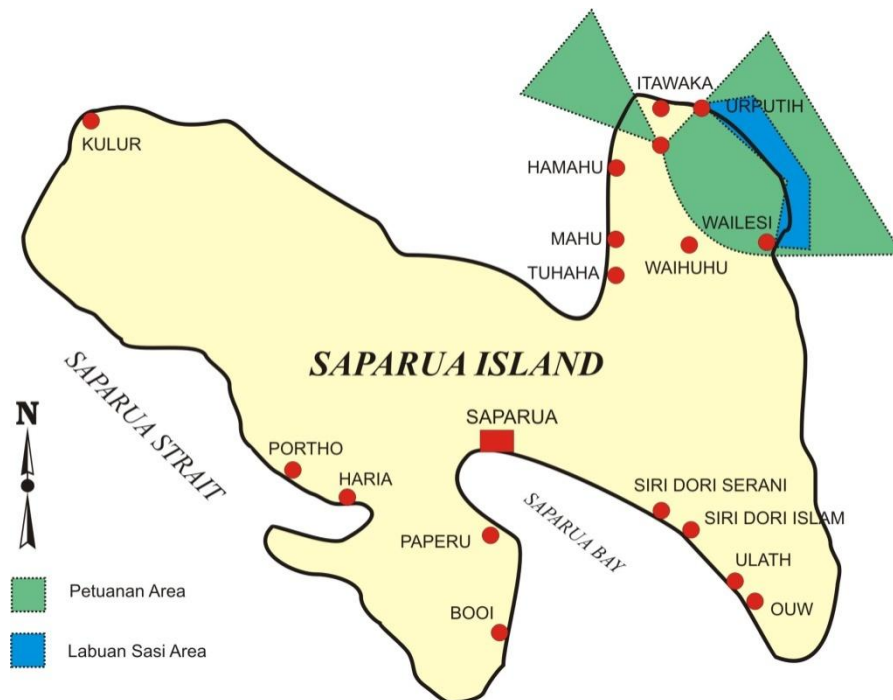 ITAWAKA
URPUTIH
KULUR
HAMAHU
WAILESI
MAHU
WAIHUHU
TUHAHA
SAPARUA ISLAND
SAPARUA STRAIT
N
SAPARUA
PORTHO
HARIA
SAPARUA BAY
SIRI DORI SERANI
SIRI DORI ISLAM
PAPERU
ULATH
OUW
BOOI
Petuanan Area
Labuan Sasi Area